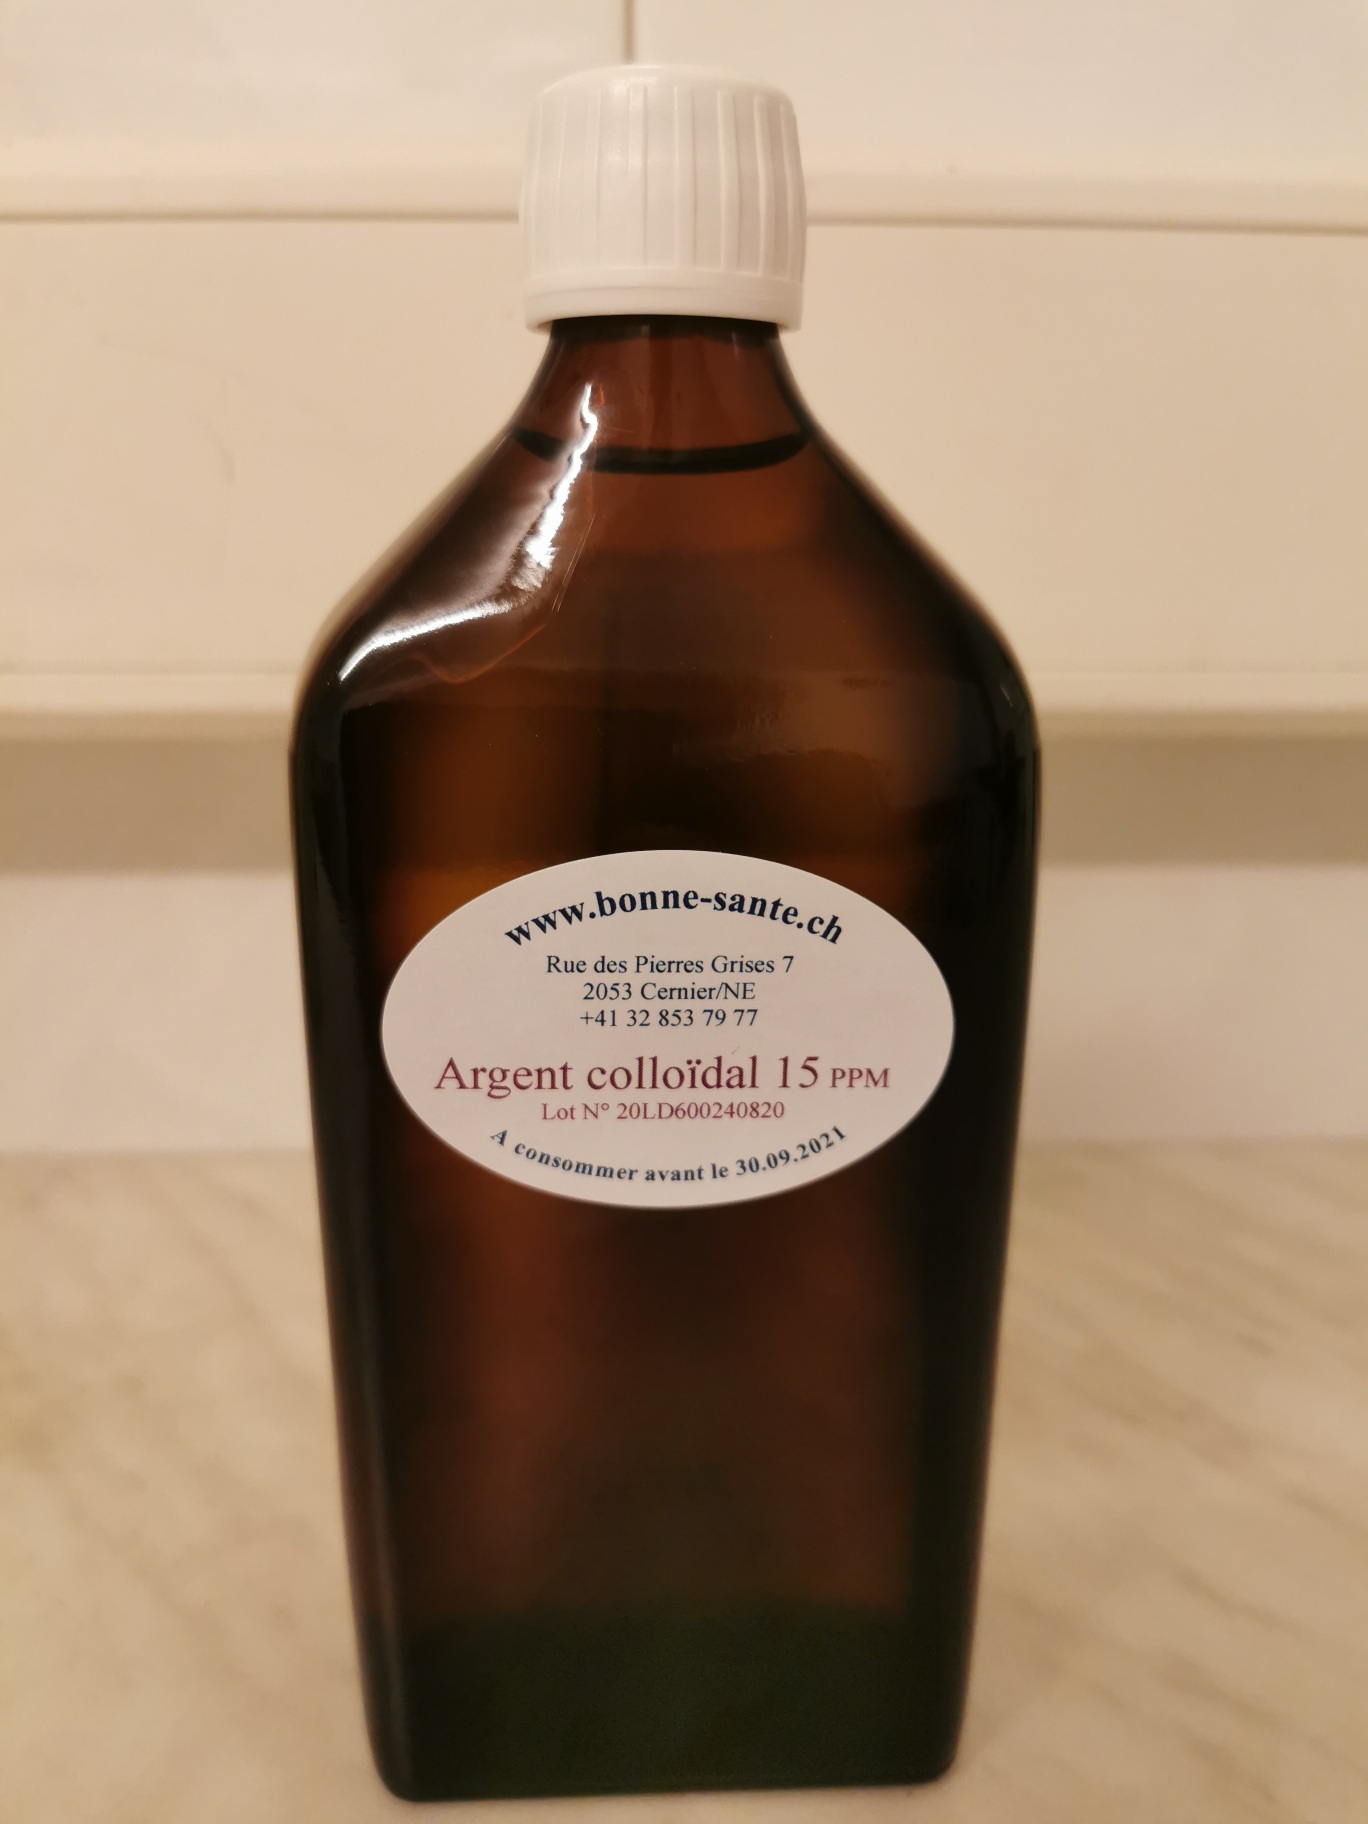 www.bonne-sante.ch
Rue des Pierres Grises 7
2053 Cernier/NE
+41 32 853 79 77
Argent colloïdal 15 PPM
Lot N° 20LD600240820
A consommer avant le 30.09.2021